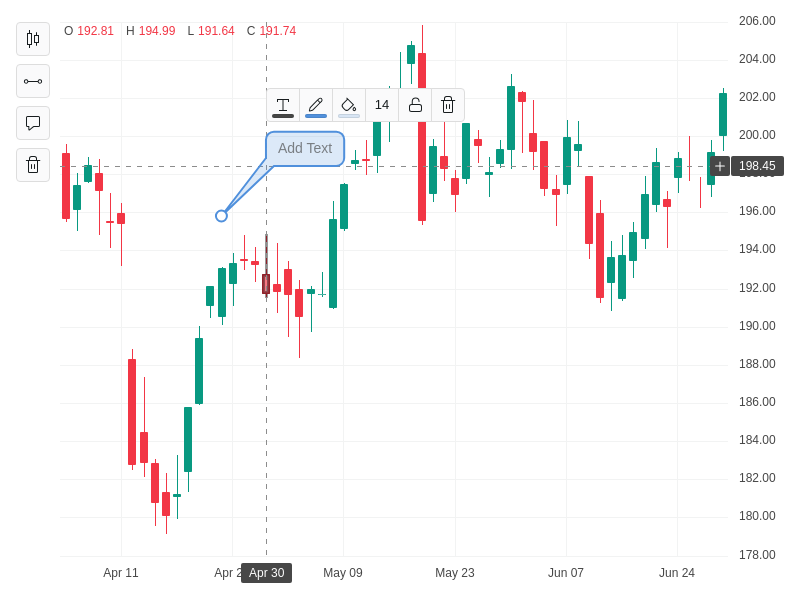 O 192.81 H 194.99 L 191.64 C 191.74
14
Add Text
206.00
204.00
202.00
200.00
198.45
196.00
194.00
192.00
190.00
188.00
186.00
184.00
182.00
180.00
178.00
Apr 11
Apr 30
May 09
May 23
Jun 07
Jun 24